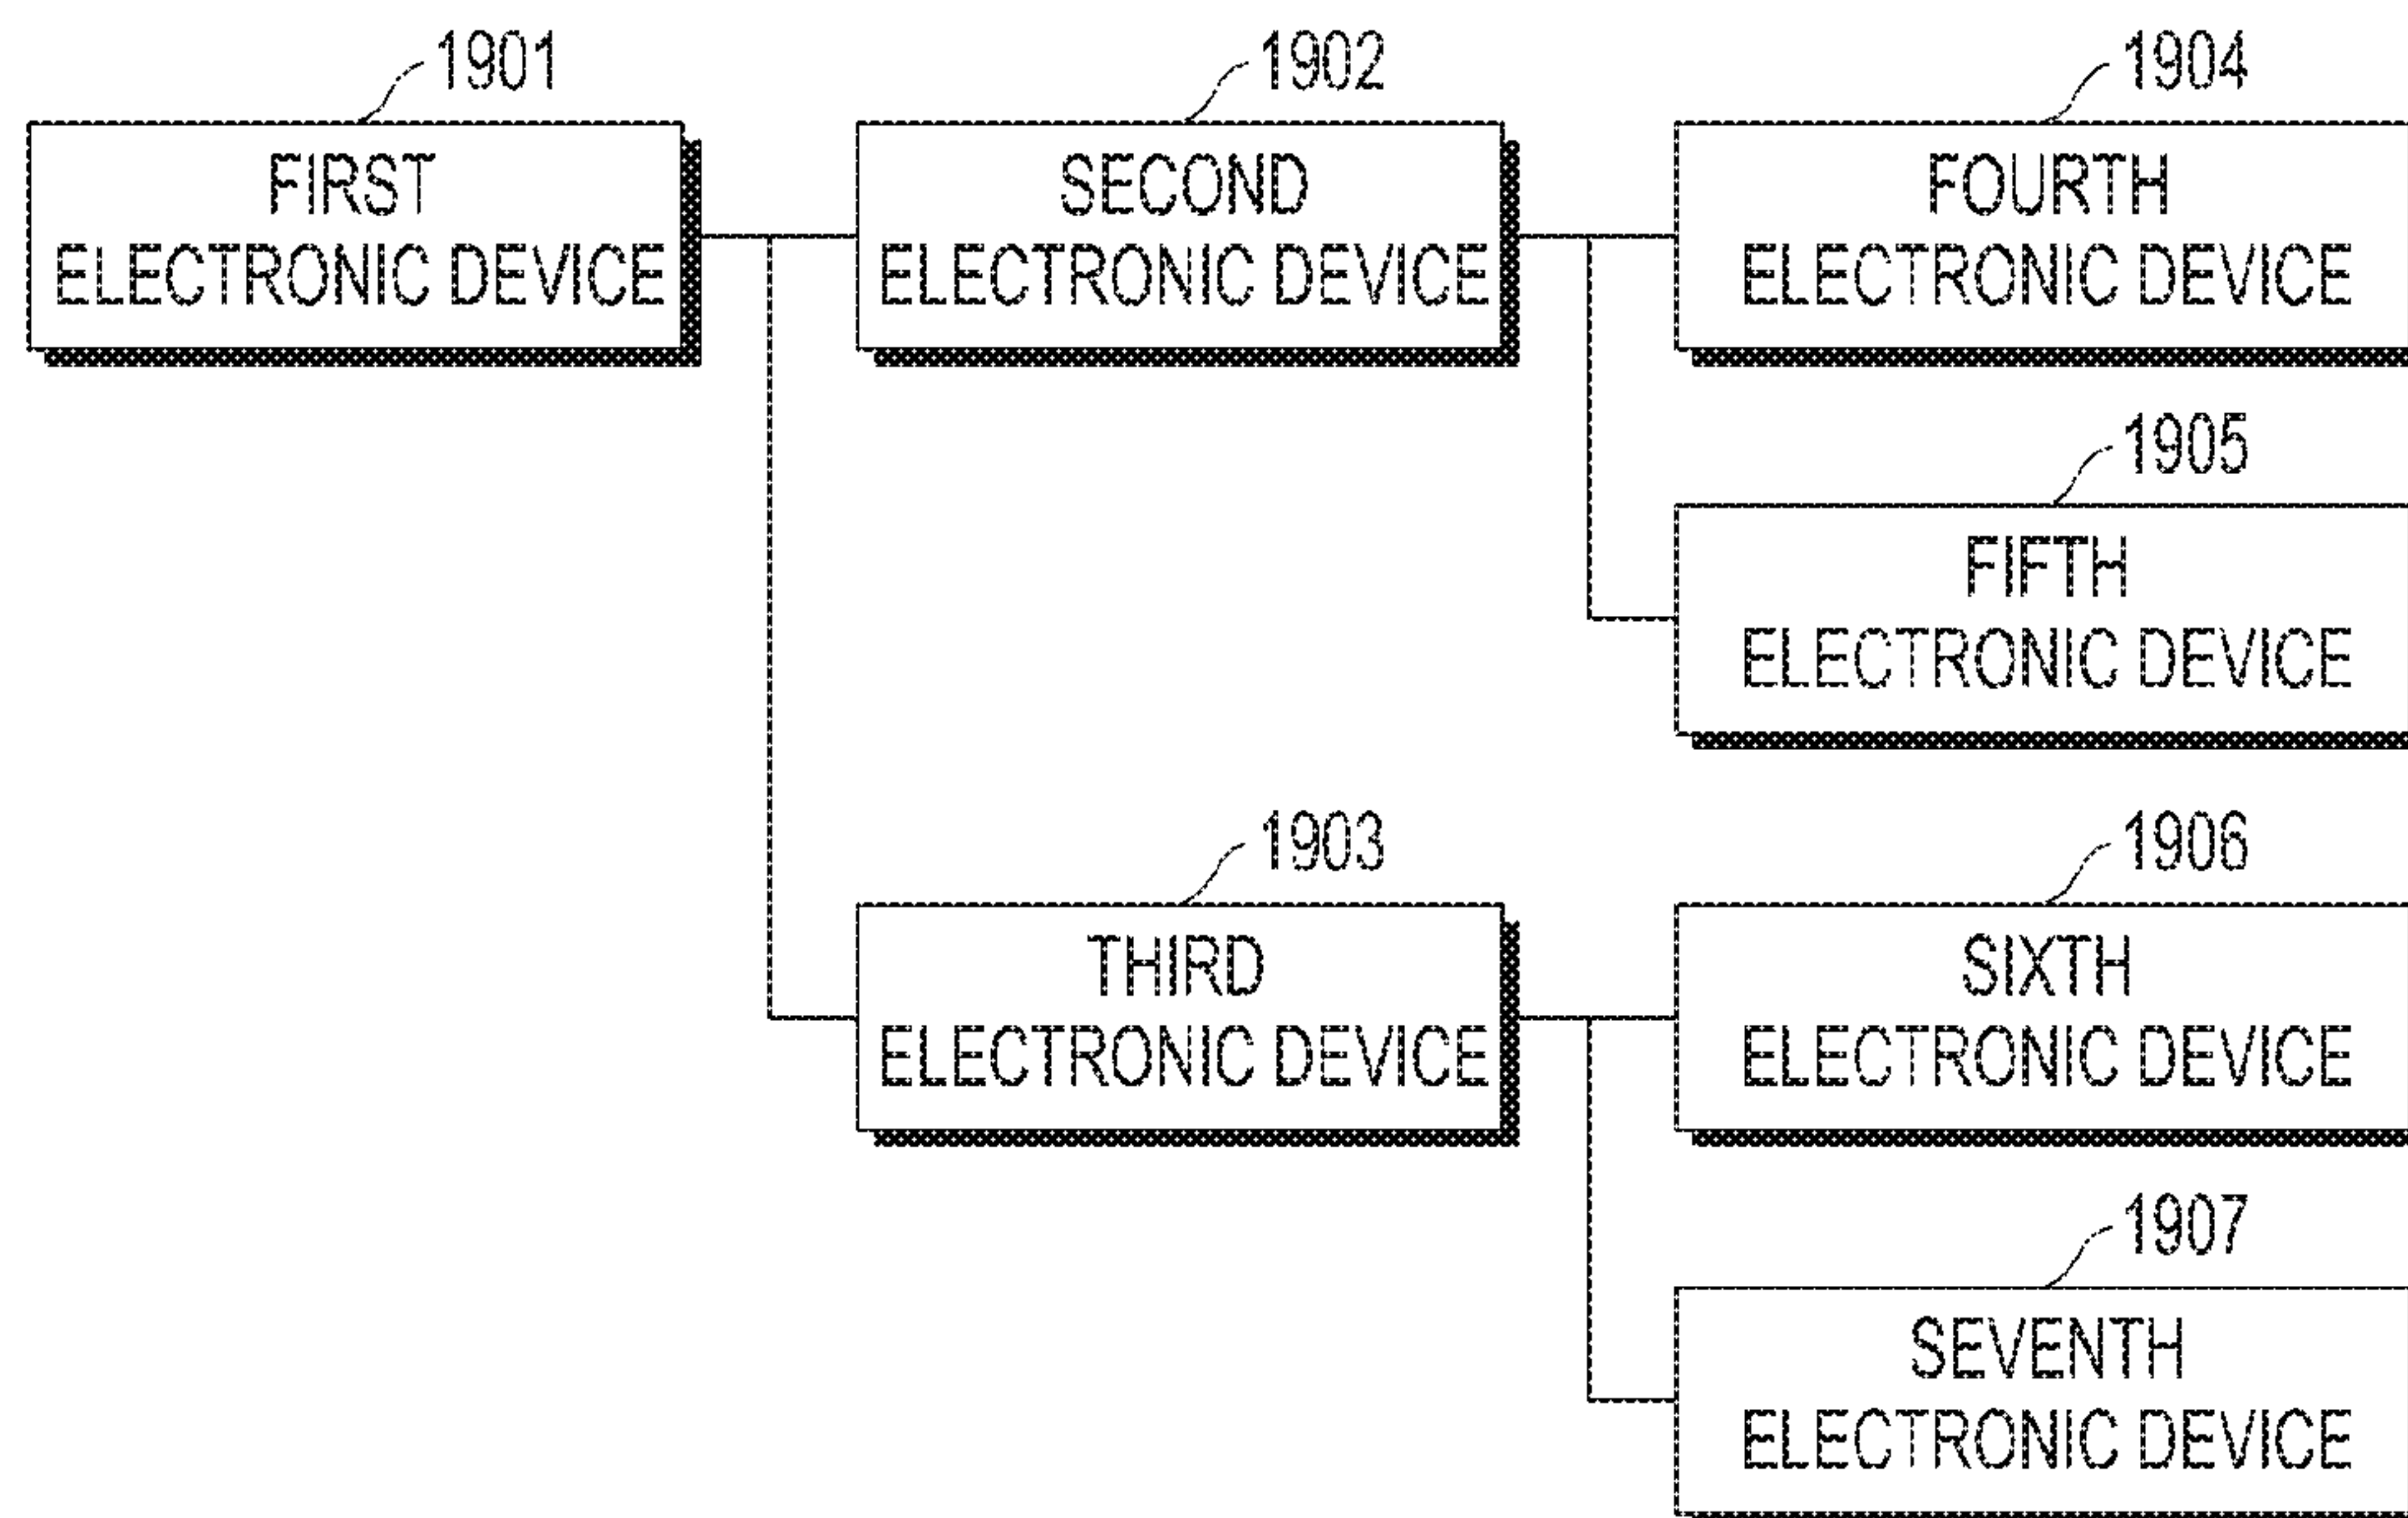 1901
FIRST
ELECTRONIC DEVICE
1902
SECOND
ELECTRONIC DEVICE
1904
FOURTH
ELECTRONIC DEVICE
1905
FIFTH
ELECTRONIC DEVICE
1903
THIRD
ELECTRONIC DEVICE
1906
SIXTH
ELECTRONIC DEVICE
1907
SEVENTH
ELECTRONIC DEVICE